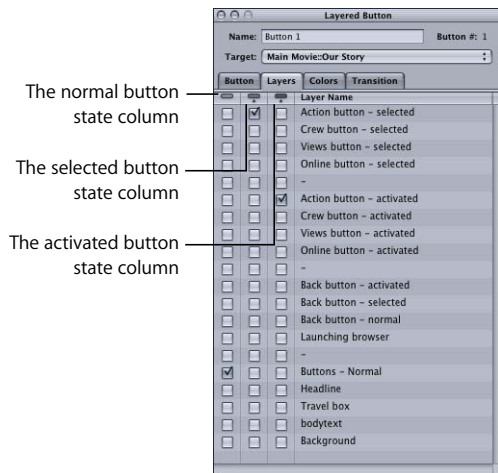 Layered Button
Name: Button 1 Button #: 1
Target: Main Movie::Our Story
Button Layers Colors Transition
The normal button
state column
The selected button
state column
The activated button
state column
Layer Name
Action button – selected
Crew button – selected
Views button – selected
Online button – selected
–
Action button – activated
Crew button – activated
Views button – activated
Online button – activated
–
Back button – activated
Back button – selected
Back button – normal
Launching browser
–
Buttons – Normal
Headline
Travel box
bodytext
Background